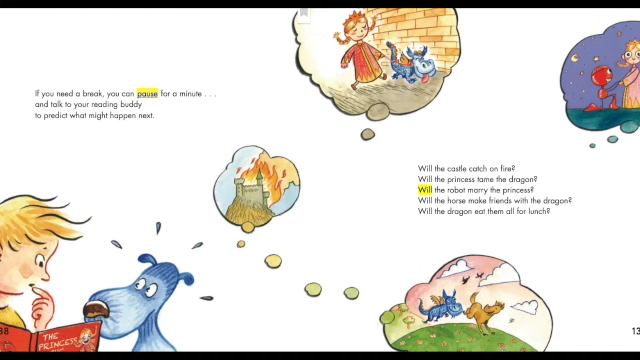 If you need a break, you can pause for a minute . . .
and talk to your reading buddy
to predict what might happen next.
Will the castle catch on fire?
Will the princess tame the dragon?
Will the robot marry the princess?
Will the horse make friends with the dragon?
Will the dragon eat them all for lunch?
THE
PRINCESS
38
13